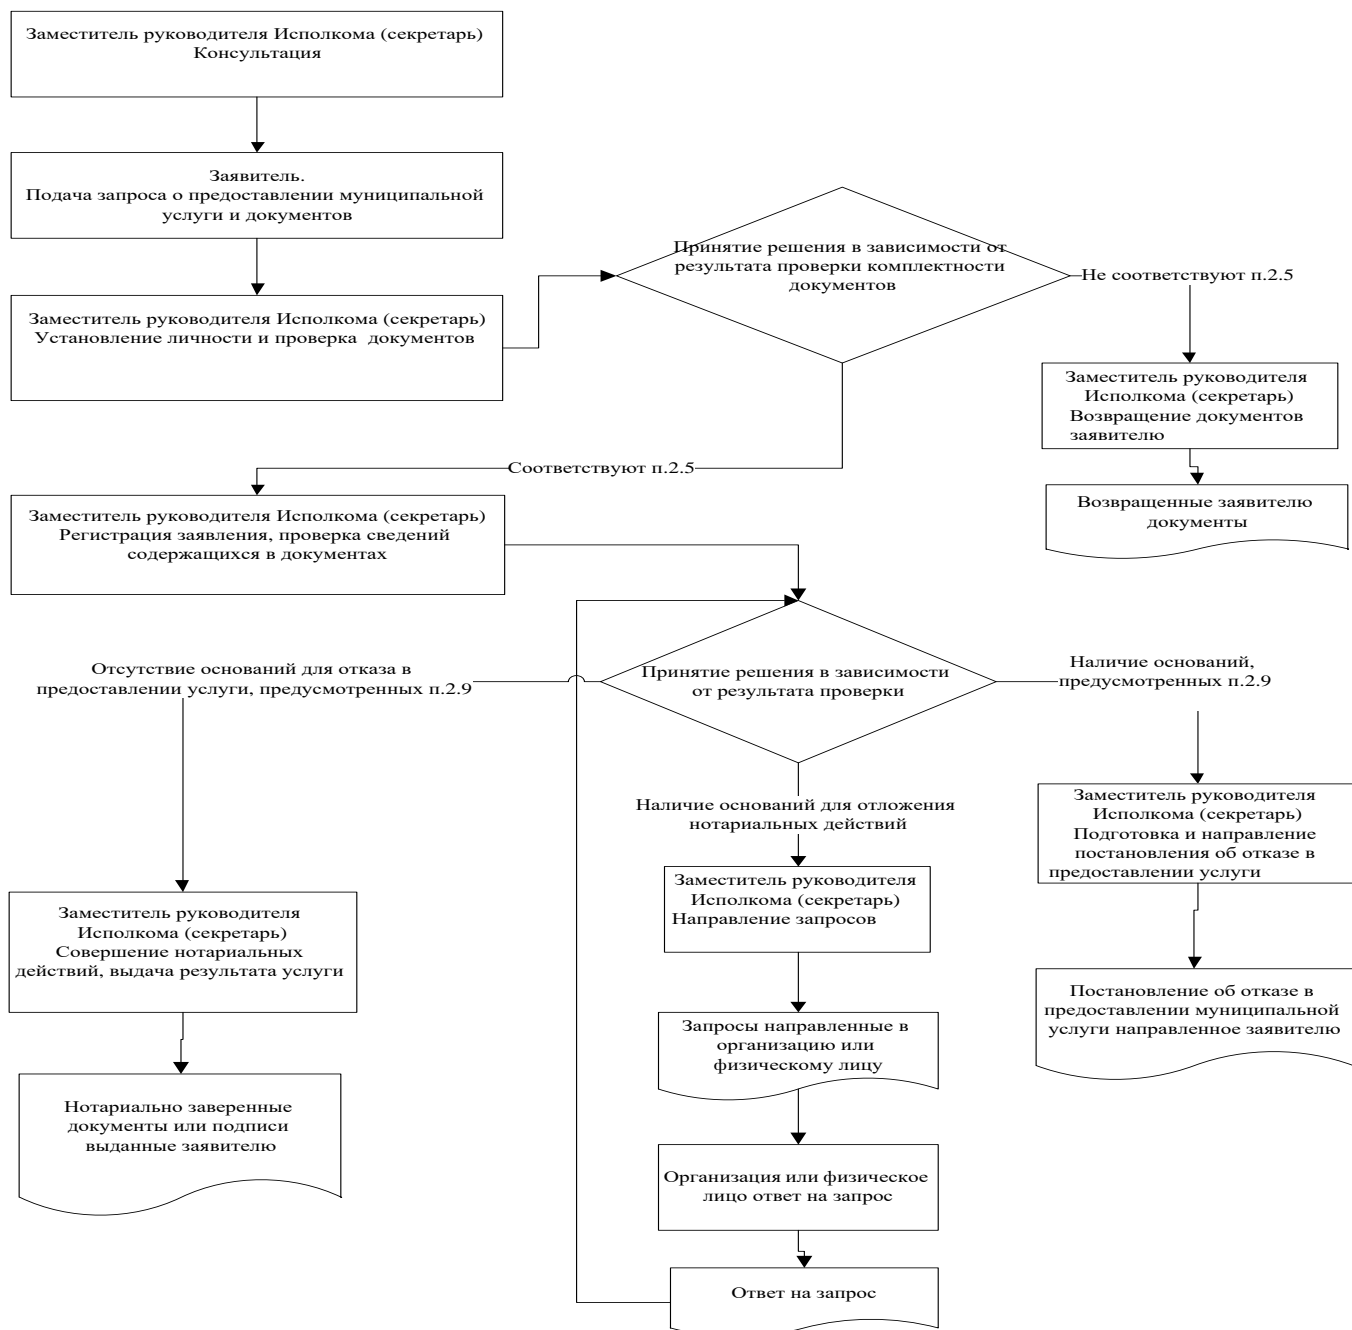 Заместитель руководителя Исполкома (секретарь)
Консультация
Заявитель.
Подача запроса о предоставлении муниципальной
услуги и документов
Заместитель руководителя Исполкома (секретарь)
Установление личности и проверка документов
Принятие решения в зависимости от
результата проверки комплектности
документов
Не соответствуют п.2.5
Заместитель руководителя
Исполкома (секретарь)
Возвращение документов
заявителю
Возвращенные заявителю
документы
Соответствуют п.2.5
Заместитель руководителя Исполкома (секретарь)
Регистрация заявления, проверка сведений
содержащихся в документах
Принятие решения в зависимости
от результата проверки
Отсутствие оснований для отказа в
предоставлении услуги, предусмотренных п.2.9
Наличие оснований,
предусмотренных п.2.9
Наличие оснований для отложения
нотариальных действий
Заместитель руководителя
Исполкома (секретарь)
Совершение нотариальных
действий, выдача результата услуги
Нотариально заверенные
документы или подписи
выданные заявителю
Заместитель руководителя
Исполкома (секретарь)
Направление запросов
Запросы направленные в
организацию или
физическому лицу
Организация или физическое
лицо ответ на запрос
Ответ на запрос
Заместитель руководителя
Исполкома (секретарь)
Подготовка и направление
постановления об отказе в
предоставлении услуги
Постановление об отказе в
предоставлении муниципальной
услуги направленное заявителю